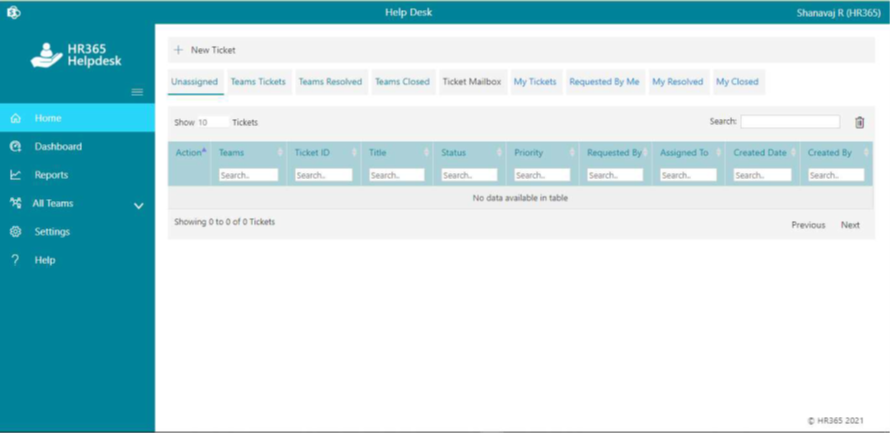 Help Desk
Shanavaj R (HR365)
HR365
Helpdesk
Home
Dashboard
Reports
All Teams
Settings
? Help
+ New Ticket
Unassigned Teams Tickets Teams Resolved Teams Closed Ticket Mailbox My Tickets Requested By Me My Resolved My Closed
Show 10 Tickets
Search:
Action Teams Ticket ID Title Status Priority Requested By Assigned To Created Date Created By
Search.. Search.. Search.. Search.. Search.. Search.. Search.. Search.. Search..
No data available in table
Showing 0 to 0 of 0 Tickets
Previous Next
© HR365 2021